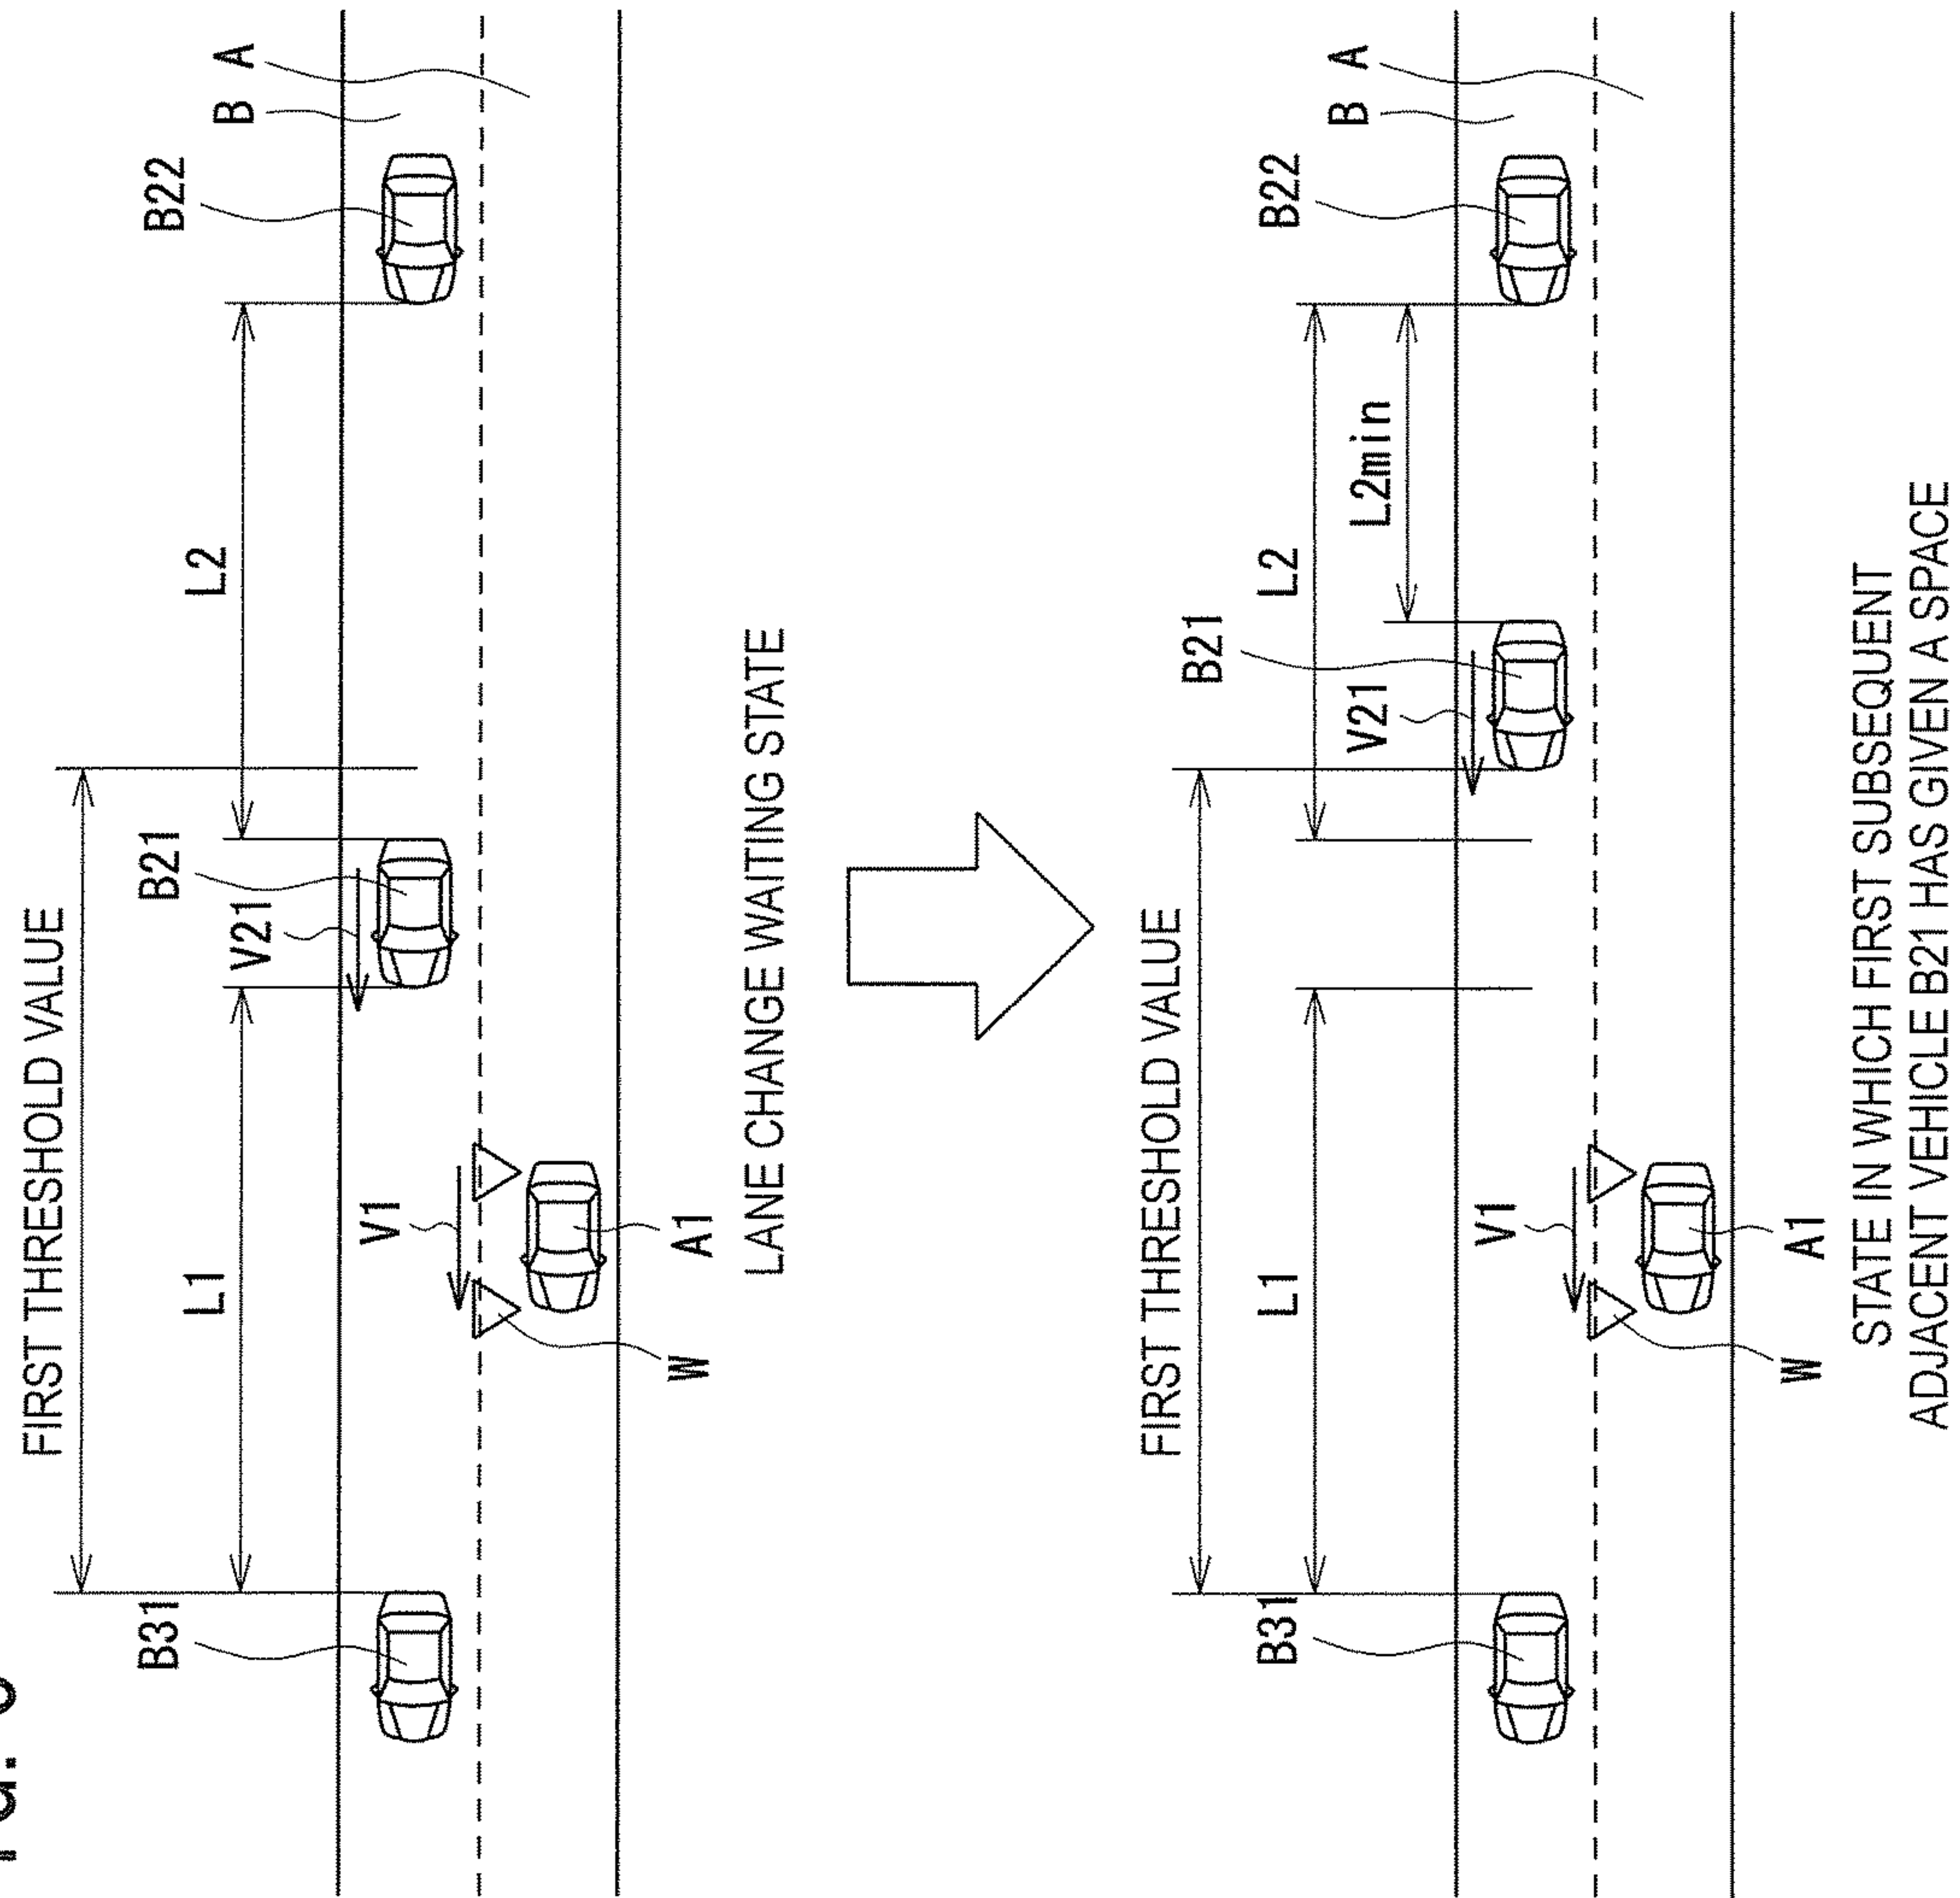 FIRST THRESHOLD VALUE
L1
L2
B31
B21
B22
V21
B
A
V1
W
A1
LANE CHANGE WAITING STATE
FIRST THRESHOLD VALUE
L1
L2
L2min
B31
B21
B22
V21
B
A
V1
W
A1
STATE IN WHICH FIRST SUBSEQUENT
ADJACENT VEHICLE B21 HAS GIVEN A SPACE